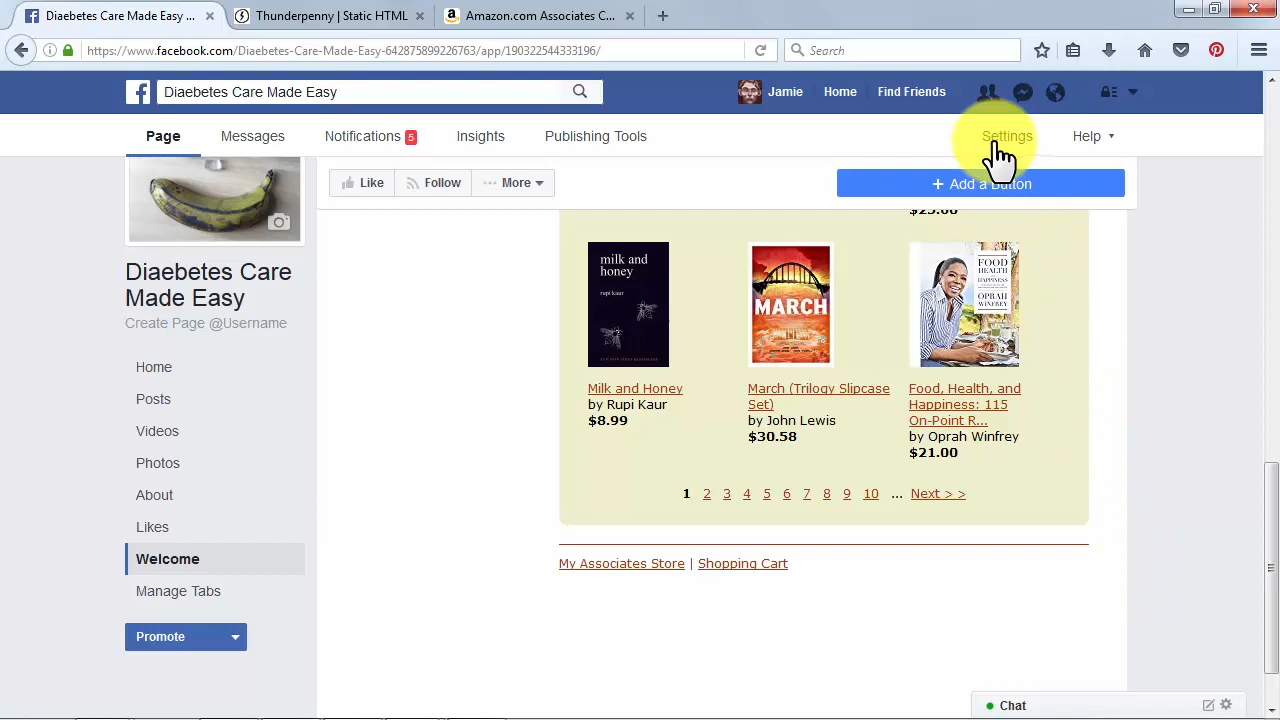 Diaebetes Care Made Easy ...
Thunderpenny | Static HTML
Amazon.com Associates C...
https://www.facebook.com/Diaebetes-Care-Made-Easy-642875899226763/app/190322544333196/
Search
Diaebetes Care Made Easy
Jamie
Home
Find Friends
Page
Messages
Notifications 5
Insights
Publishing Tools
Settings
Help
Like
Follow
More
+ Add a Button
Diaebetes Care
Made Easy
Create Page @Username
Home
Posts
Videos
Photos
About
Likes
Welcome
Manage Tabs
Promote
$25.00
milk and
honey
rupi kaur
MARCH
FOOD
HEALTH
HAPPINESS
OPRAH
WINFREY
Milk and Honey
by Rupi Kaur
$8.99
March (Trilogy Slipcase
Set)
by John Lewis
$30.58
Food, Health, and
Happiness: 115
On-Point R...
by Oprah Winfrey
$21.00
1 2 3 4 5 6 7 8 9 10 ... Next > >
My Associates Store | Shopping Cart
Chat